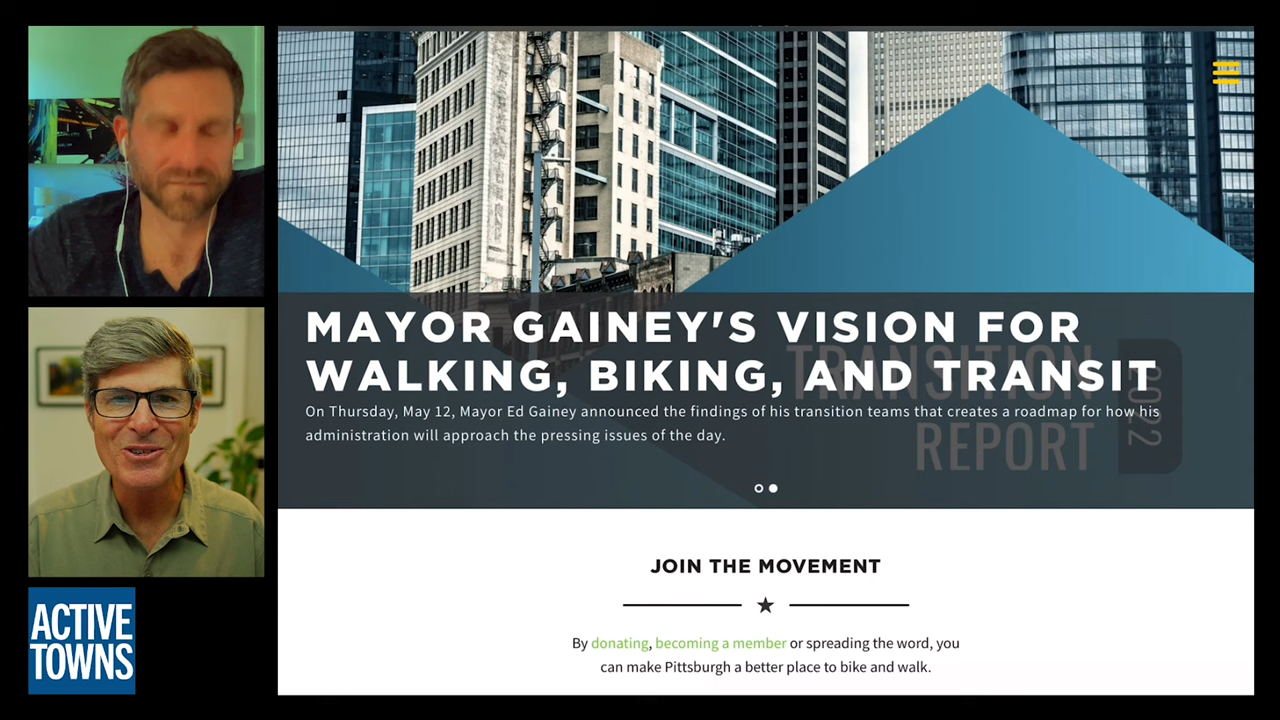 MAYOR GAINEY'S VISION FOR
WALKING, BIKING, AND TRANSIT
On Thursday, May 12, Mayor Ed Gainey announced the findings of his transition teams that creates a roadmap for how his
administration will approach the pressing issues of the day.
TRANSITION
REPORT
2022
JOIN THE MOVEMENT
By donating, becoming a member or spreading the word, you
can make Pittsburgh a better place to bike and walk.
ACTIVE
TOWNS